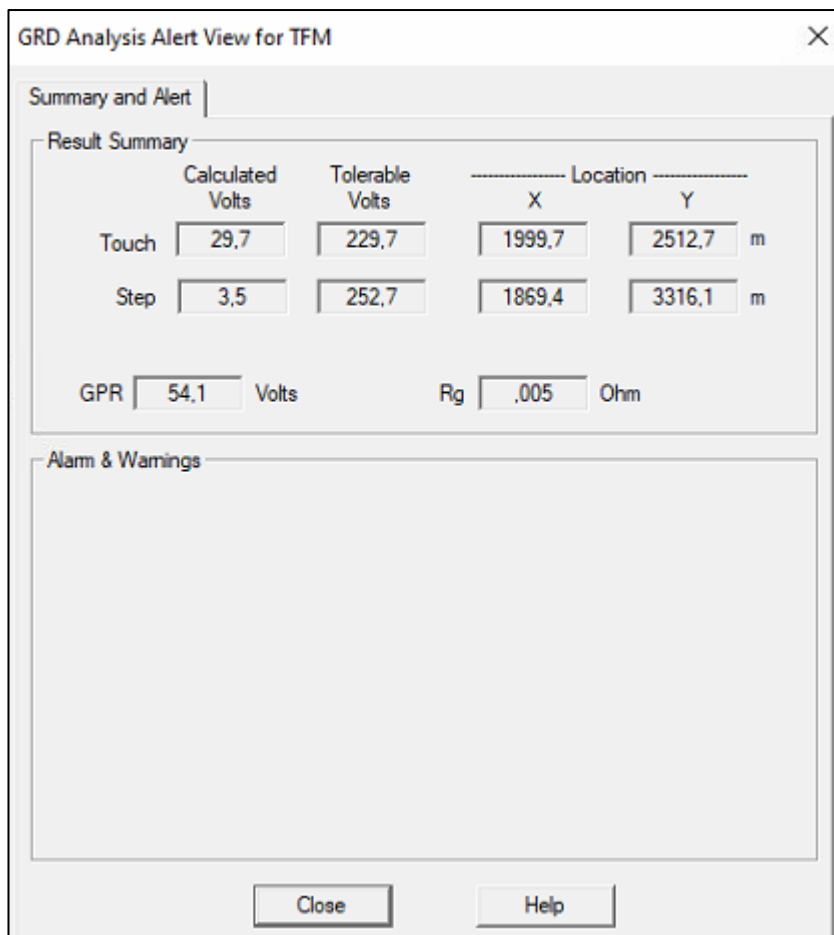 GRD Analysis Alert View for TFM
Summary and Alert
Result Summary
Calculated Volts Tolerable Volts ----------------- Location -----------------
X Y
Touch 29,7 229,7 1999,7 2512,7 m
Step 3,5 252,7 1869,4 3316,1 m
GPR 54,1 Volts Rg ,005 Ohm
Alarm & Warnings
Close Help